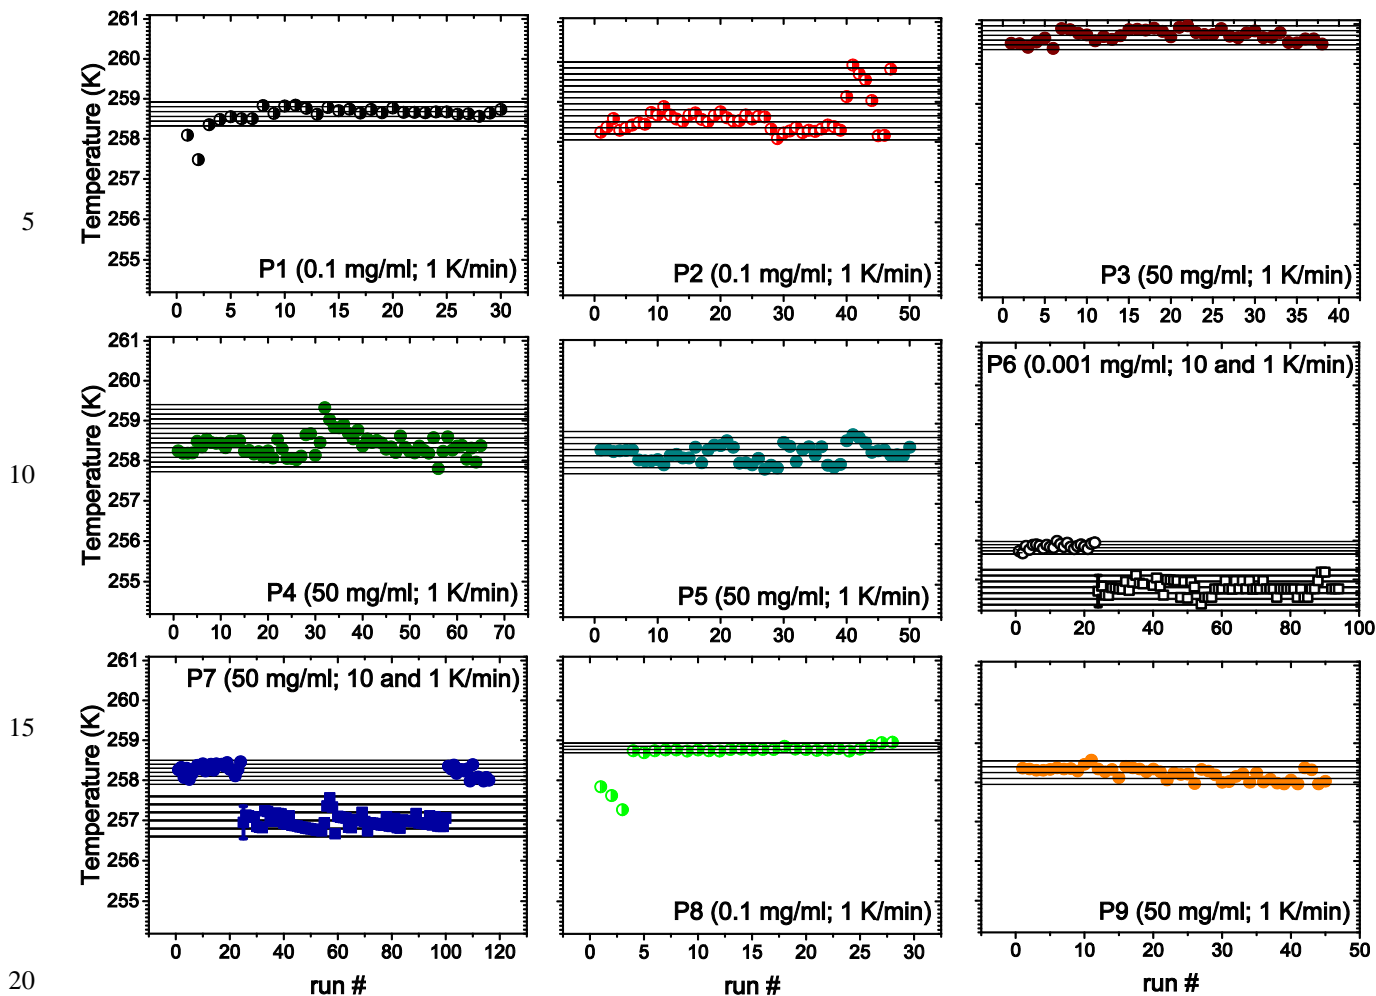 261
260
259
258
257
256
255
Temperature (K)
P1 (0.1 mg/ml; 1 K/min)
0 5 10 15 20 25 30
P2 (0.1 mg/ml; 1 K/min)
0 10 20 30 40 50
P3 (50 mg/ml; 1 K/min)
0 5 10 15 20 25 30 35 40
5
261
260
259
258
257
256
255
Temperature (K)
P4 (50 mg/ml; 1 K/min)
0 10 20 30 40 50 60 70
P5 (50 mg/ml; 1 K/min)
0 10 20 30 40 50
P6 (0.001 mg/ml; 10 and 1 K/min)
0 20 40 60 80 100
10
261
260
259
258
257
256
255
Temperature (K)
P7 (50 mg/ml; 10 and 1 K/min)
0 20 40 60 80 100 120
run #
P8 (0.1 mg/ml; 1 K/min)
0 5 10 15 20 25 30
run #
P9 (50 mg/ml; 1 K/min)
0 10 20 30 40 50
run #
15
20